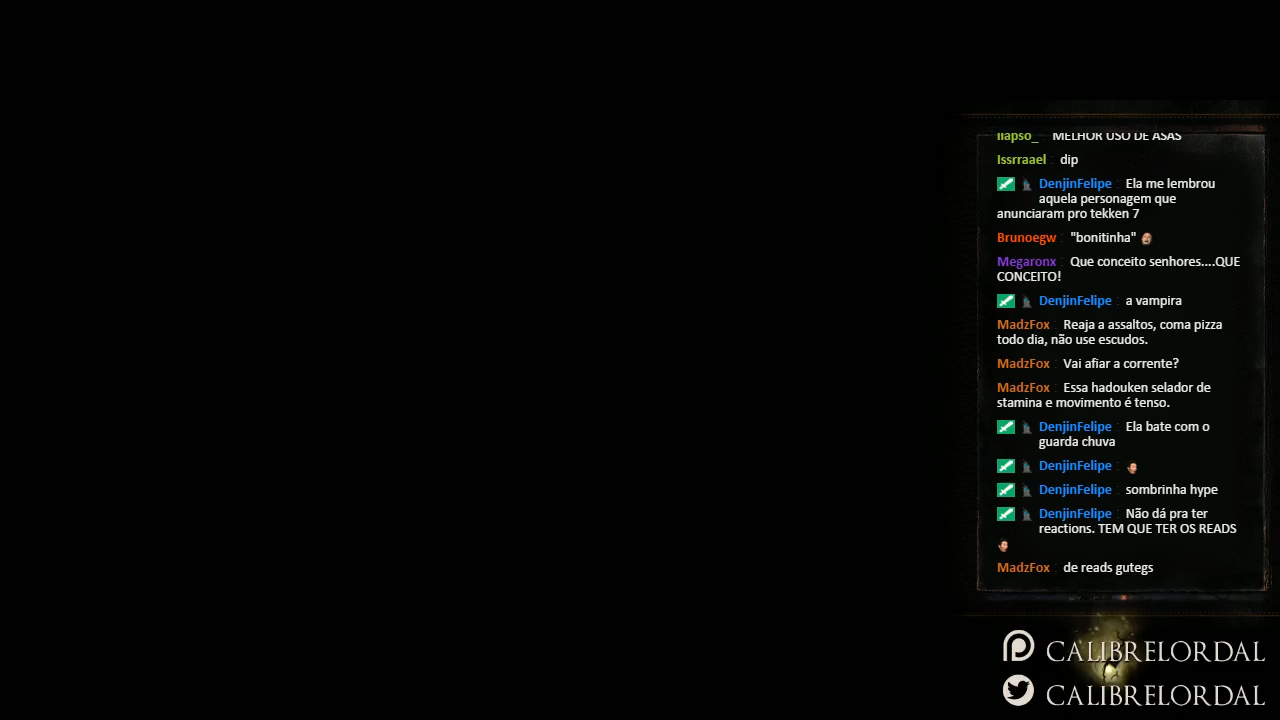 ilapso_ : MELHOR USO DE ASAS
Issrraael : dip
DenjinFelipe : Ela me lembrou
aquela personagem que
anunciaram pro tekken 7
Brunoegw : "bonitinha"
Megaronx : Que conceito senhores....QUE
CONCEITO!
DenjinFelipe : a vampira
MadzFox : Reaja a assaltos, coma pizza
todo dia, não use escudos.
MadzFox : Vai afiar a corrente?
MadzFox : Essa hadouken selador de
stamina e movimento é tenso.
DenjinFelipe : Ela bate com o
guarda chuva
DenjinFelipe :
DenjinFelipe : sombrinha hype
DenjinFelipe : Não dá pra ter
reactions. TEM QUE TER OS READS
MadzFox : de reads gutegs
CALIBRELORDAL
CALIBRELORDAL